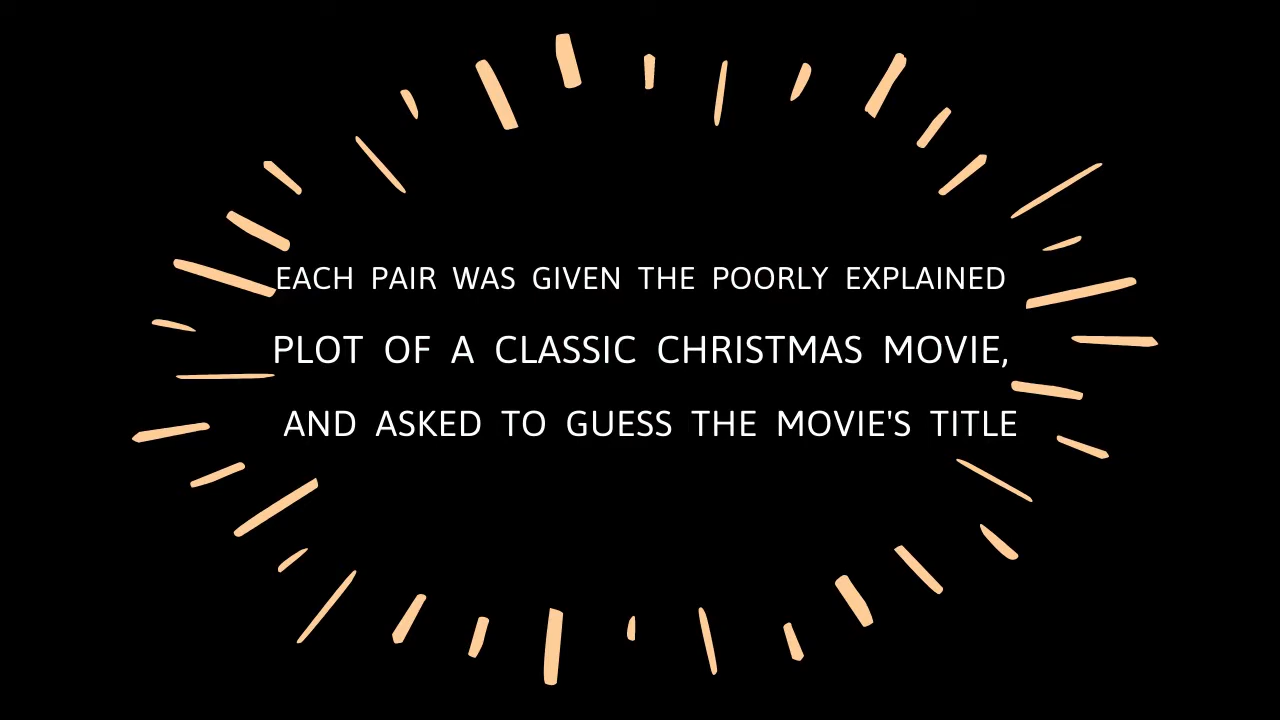 EACH PAIR WAS GIVEN THE POORLY EXPLAINED
PLOT OF A CLASSIC CHRISTMAS MOVIE,
AND ASKED TO GUESS THE MOVIE'S TITLE